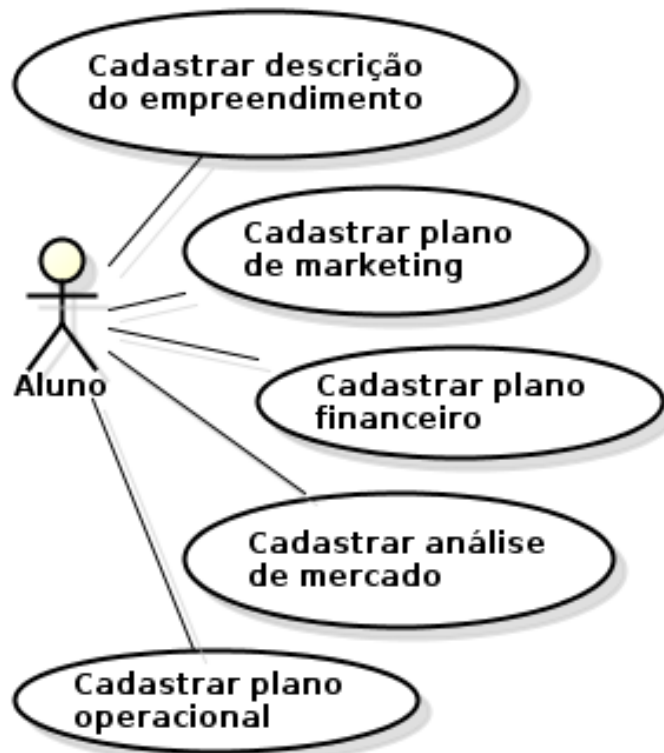 Cadastrar descrição
do empreendimento
Cadastrar plano
de marketing
Aluno
Cadastrar plano
financeiro
Cadastrar análise
de mercado
Cadastrar plano
operacional